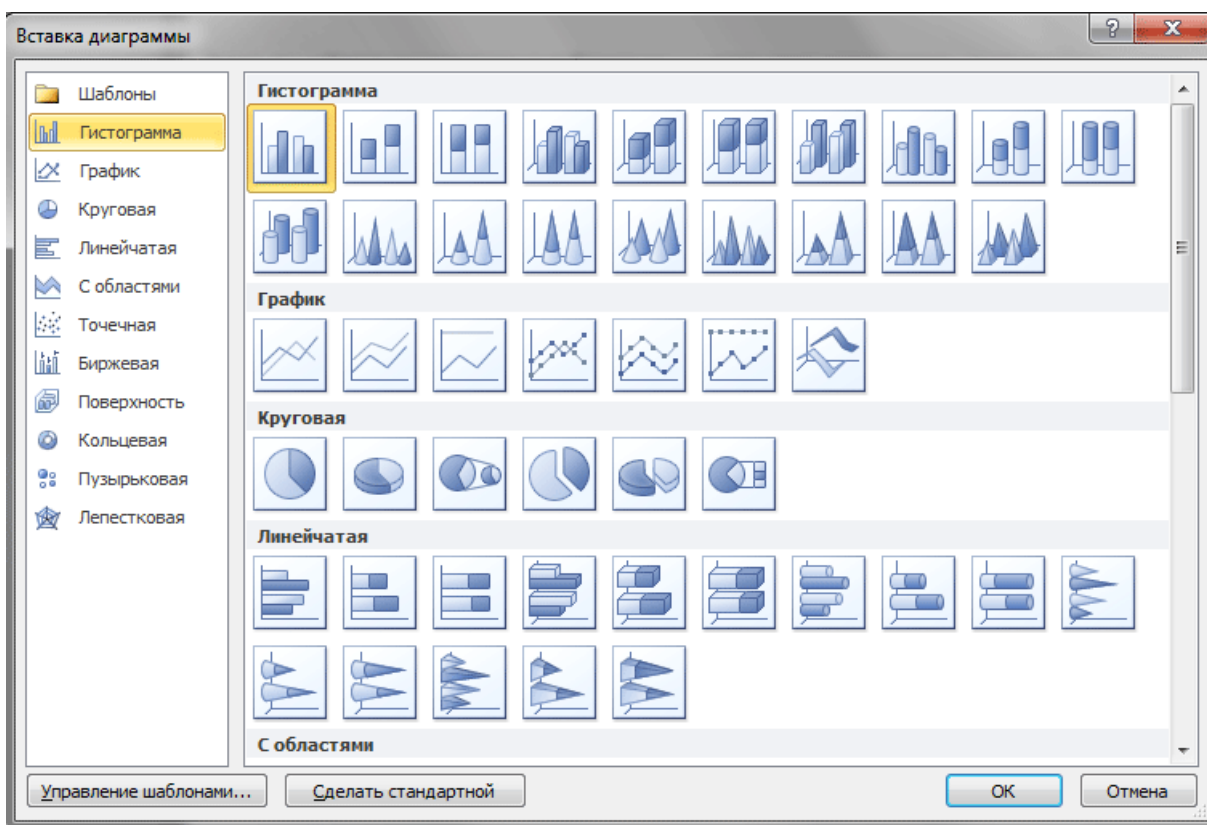 Вставка диаграммы
Шаблоны
Гистограмма
График
Круговая
Линейчатая
С областями
Точечная
Биржевая
Поверхность
Кольцевая
Пузырьковая
Лепестковая
Гистограмма
График
Круговая
Линейчатая
С областями
Управление шаблонами...
Сделать стандартной
ОК
Отмена